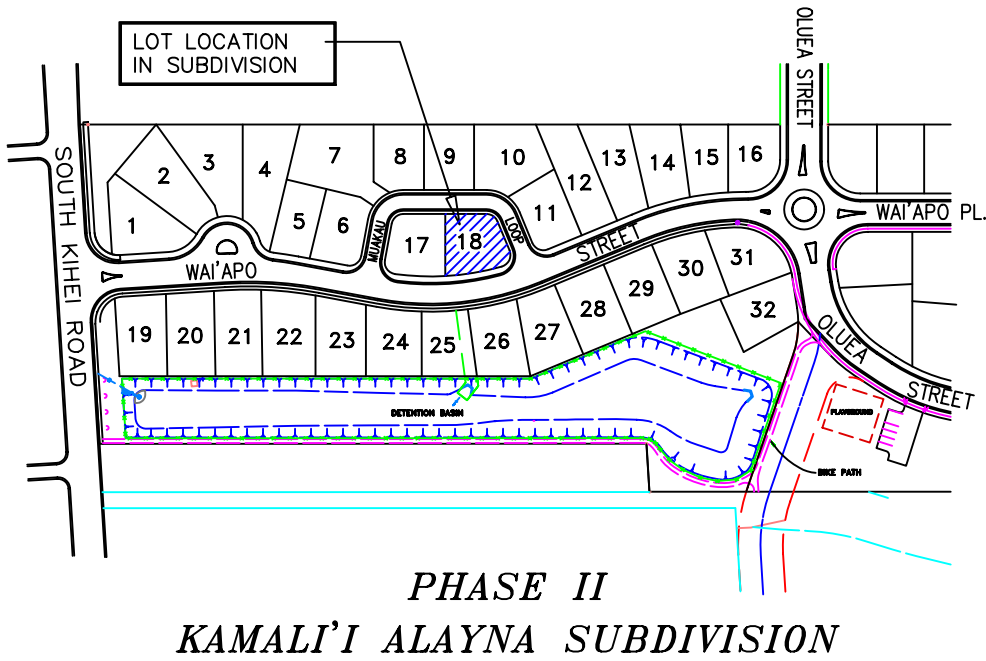 LOT LOCATION
IN SUBDIVISION
OLUEA STREET
SOUTH KIHEI ROAD
1
2
3
4
5
6
7
8
9
10
11
12
13
14
15
16
MUAKAU
LOOP
17
18
WAI'APO
STREET
WAI'APO PL.
19
20
21
22
23
24
25
26
27
28
29
30
31
32
OLUEA
STREET
DETENTION BASIN
PLAYGROUND
BIKE PATH
PHASE II
KAMALI'I ALAYNA SUBDIVISION